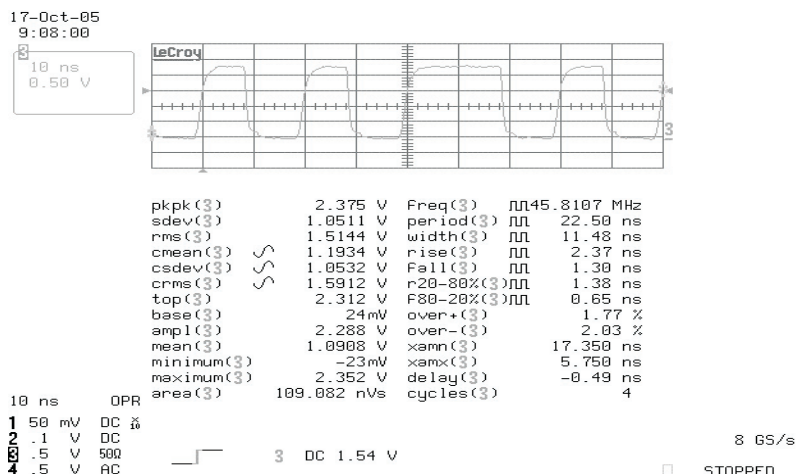 17-Oct-05
9:08:00
3
10 ns
0.50 V
LeCroy
3
pkpk(3) 2.375 V freq(3) 45.8107 MHz
sdev(3) 1.0511 V period(3) 22.50 ns
rms(3) 1.5144 V width(3) 11.48 ns
cmean(3) 1.1934 V rise(3) 2.37 ns
csdev(3) 1.0532 V fall(3) 1.30 ns
crms(3) 1.5912 V r20-80%(3) 1.38 ns
top(3) 2.312 V f80-20%(3) 0.65 ns
base(3) 24mV over+(3) 1.77 %
ampl(3) 2.288 V over-(3) 2.03 %
mean(3) 1.0908 V xamn(3) 17.350 ns
minimum(3) -23mV xamx(3) 5.750 ns
maximum(3) 2.352 V delay(3) -0.49 ns
area(3) 109.082 nVs cycles(3) 4
10 ns OPR
1 50 mV DC X10
2 .1 V DC
3 .5 V 50Ω
4 .5 V AC
3 DC 1.54 V
8 GS/s
STOPPED